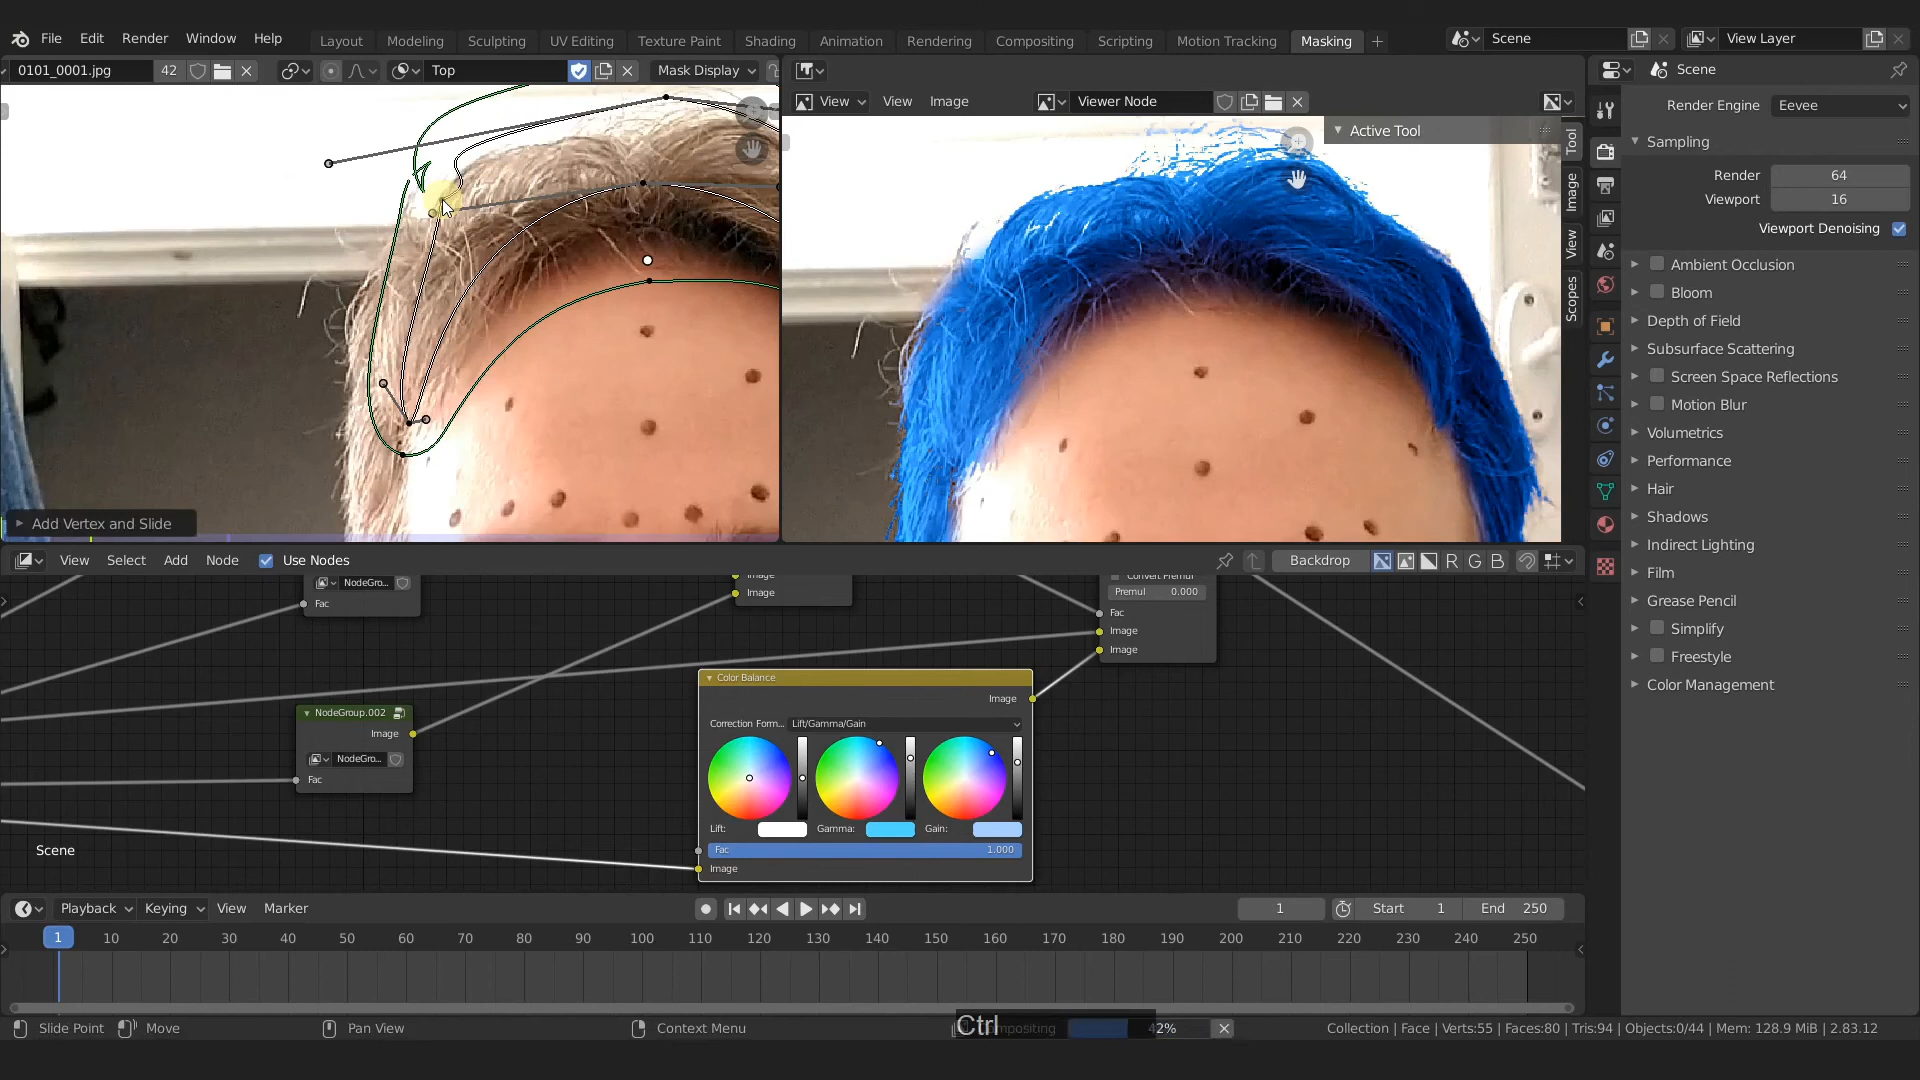 File Edit Render Window Help
Layout Modeling Sculpting UV Editing Texture Paint Shading Animation Rendering Compositing Scripting Motion Tracking Masking +
Scene
View Layer
0101_0001.jpg 42
Top
Mask Display
View View Image
Viewer Node
Active Tool
Tool
Image
View
Scopes
Add Vertex and Slide
Scene
Render Engine Eevee
Sampling
Render 64
Viewport 16
Viewport Denoising
Ambient Occlusion
Bloom
Depth of Field
Subsurface Scattering
Screen Space Reflections
Motion Blur
Volumetrics
Performance
Hair
Shadows
Indirect Lighting
Film
Grease Pencil
Simplify
Freestyle
Color Management
View Select Add Node Use Nodes
Backdrop R G B
NodeGro...
Fac
Image
Image
Convert Premul
Premul 0.000
Fac
Image
Image
NodeGroup.002
Image
NodeGro...
Fac
Color Balance
Image
Correction Form... Lift/Gamma/Gain
Lift: Gamma: Gain:
Fac 1.000
Image
Scene
Playback Keying View Marker
1
Start 1
End 250
1 10 20 30 40 50 60 70 80 90 100 110 120 130 140 150 160 170 180 190 200 210 220 230 240 250
Slide Point Move Pan View Context Menu
Ctrl
42%
Collection | Face | Verts:55 | Faces:80 | Tris:94 | Objects:0/44 | Mem: 128.9 MiB | 2.83.12